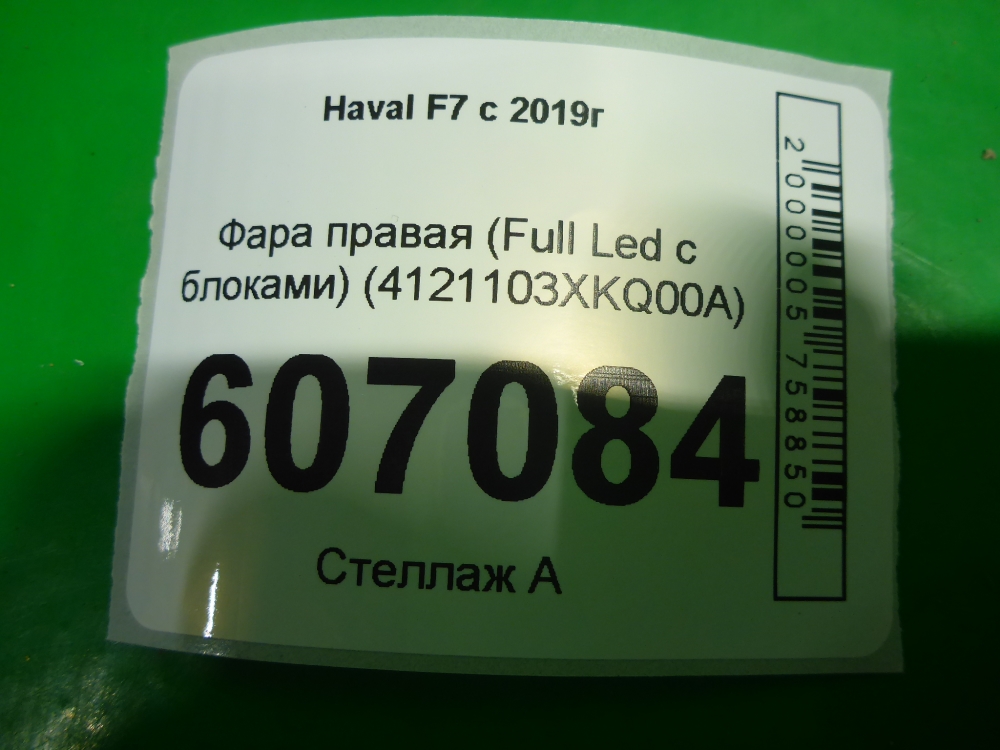 Haval F7 с 2019г
Фара правая (Full Led с
блоками) (4121103XKQ00A)
607084
Стеллаж А
2000005758850